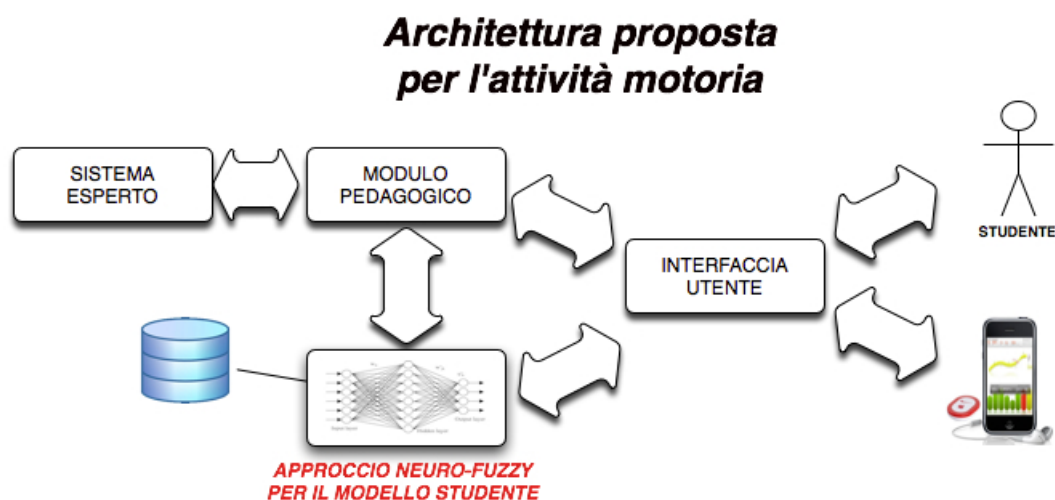 Architettura proposta
per l'attività motoria
SISTEMA
ESPERTO
MODULO
PEDAGOGICO
STUDENTE
INTERFACCIA
UTENTE
APPROCCIO NEURO-FUZZY
PER IL MODELLO STUDENTE